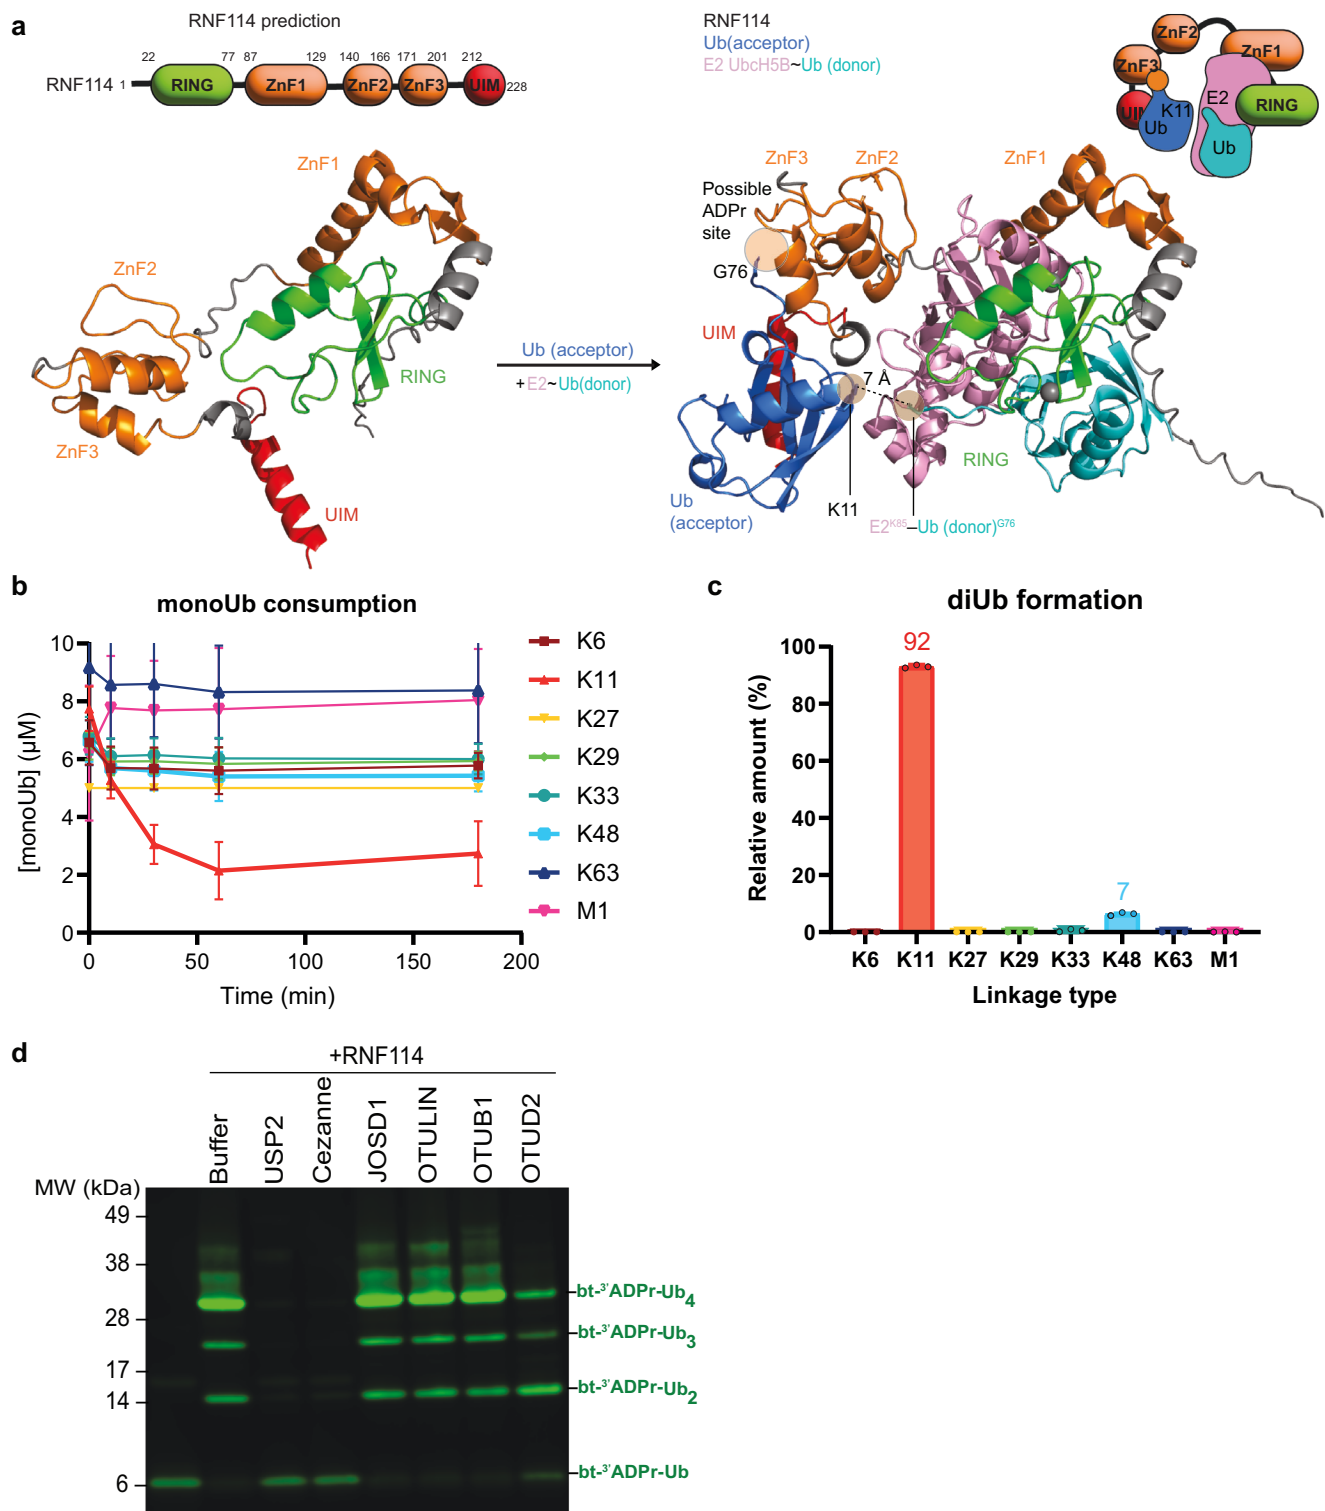 a
RNF114 prediction
22 77 87 129 140 166 171 201 212
RNF114 1 RING ZnF1 ZnF2 ZnF3 UIM 228
ZnF1
ZnF2
RING
ZnF3
UIM
Ub (acceptor)
+E2~Ub(donor)
RNF114
Ub(acceptor)
E2 UbcH5B~Ub (donor)
ZnF2
ZnF1
ZnF3
E2
K11
RING
UIM
Ub
Ub
ZnF3 ZnF2 ZnF1
Possible
ADPr
site
G76
UIM
7 Å
RING
Ub
(acceptor)
K11
E2K85–Ub (donor)G76
b
monoUb consumption
[monoUb] (µM)
10
8
6
4
2
0
0 50 100 150 200
Time (min)
K6
K11
K27
K29
K33
K48
K63
M1
c
diUb formation
Relative amount (%)
100
80
60
40
20
0
92
7
K6 K11 K27 K29 K33 K48 K63 M1
Linkage type
d
+RNF114
Buffer
USP2
Cezanne
JOSD1
OTULIN
OTUB1
OTUD2
MW (kDa)
49
38
28
17
14
6
bt-3'ADPr-Ub4
bt-3'ADPr-Ub3
bt-3'ADPr-Ub2
bt-3'ADPr-Ub